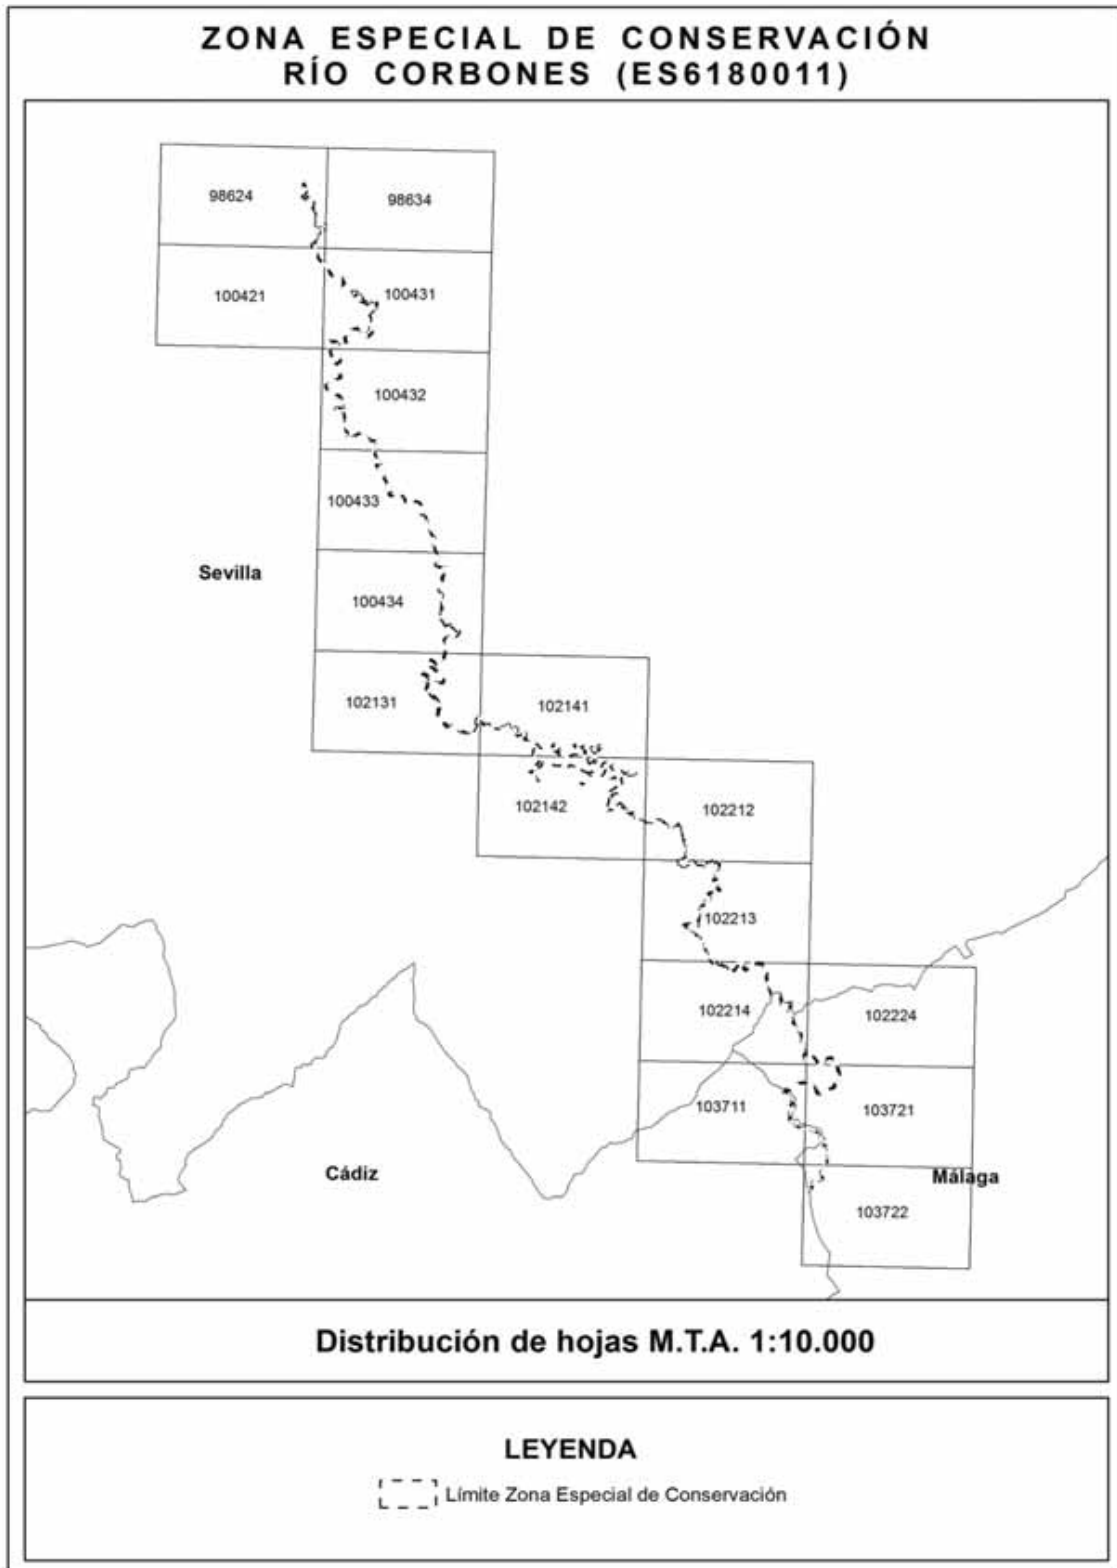 ZONA ESPECIAL DE CONSERVACIÓN
RÍO CORBONES (ES6180011)
98624
98634
100421
100431
100432
100433
Sevilla
100434
102131
102141
102142
102212
102213
102214
102224
103711
103721
Cádiz
Málaga
103722
Distribución de hojas M.T.A. 1:10.000
LEYENDA
Límite Zona Especial de Conservación